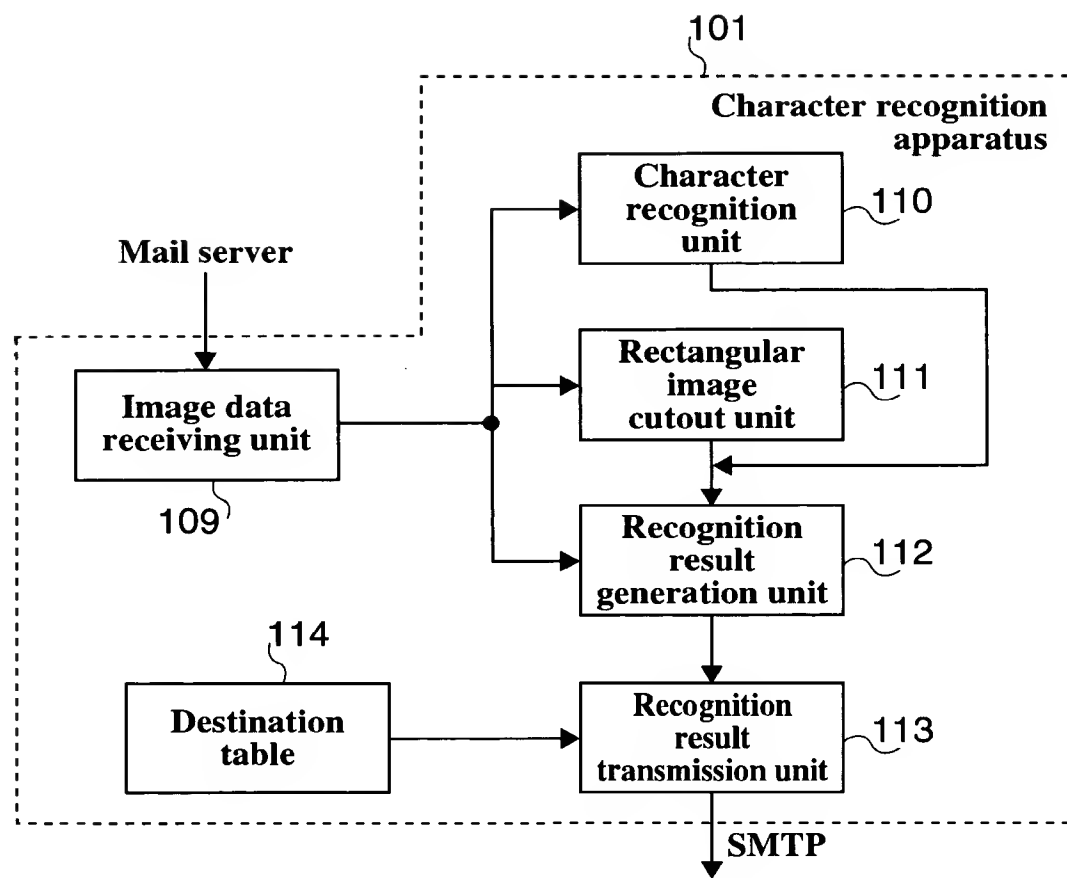 101
Character recognition
apparatus
Character
recognition
unit
110
Mail server
Rectangular
image
cutout unit
111
Image data
receiving unit
109
Recognition
result
generation unit
112
114
Destination
table
Recognition
result
transmission unit
113
SMTP